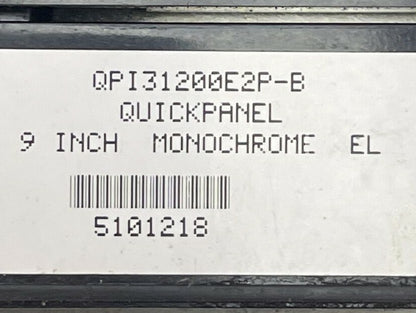 QPI31200E2P-B
QUICKPANEL
9 INCH MONOCHROME EL
5101218